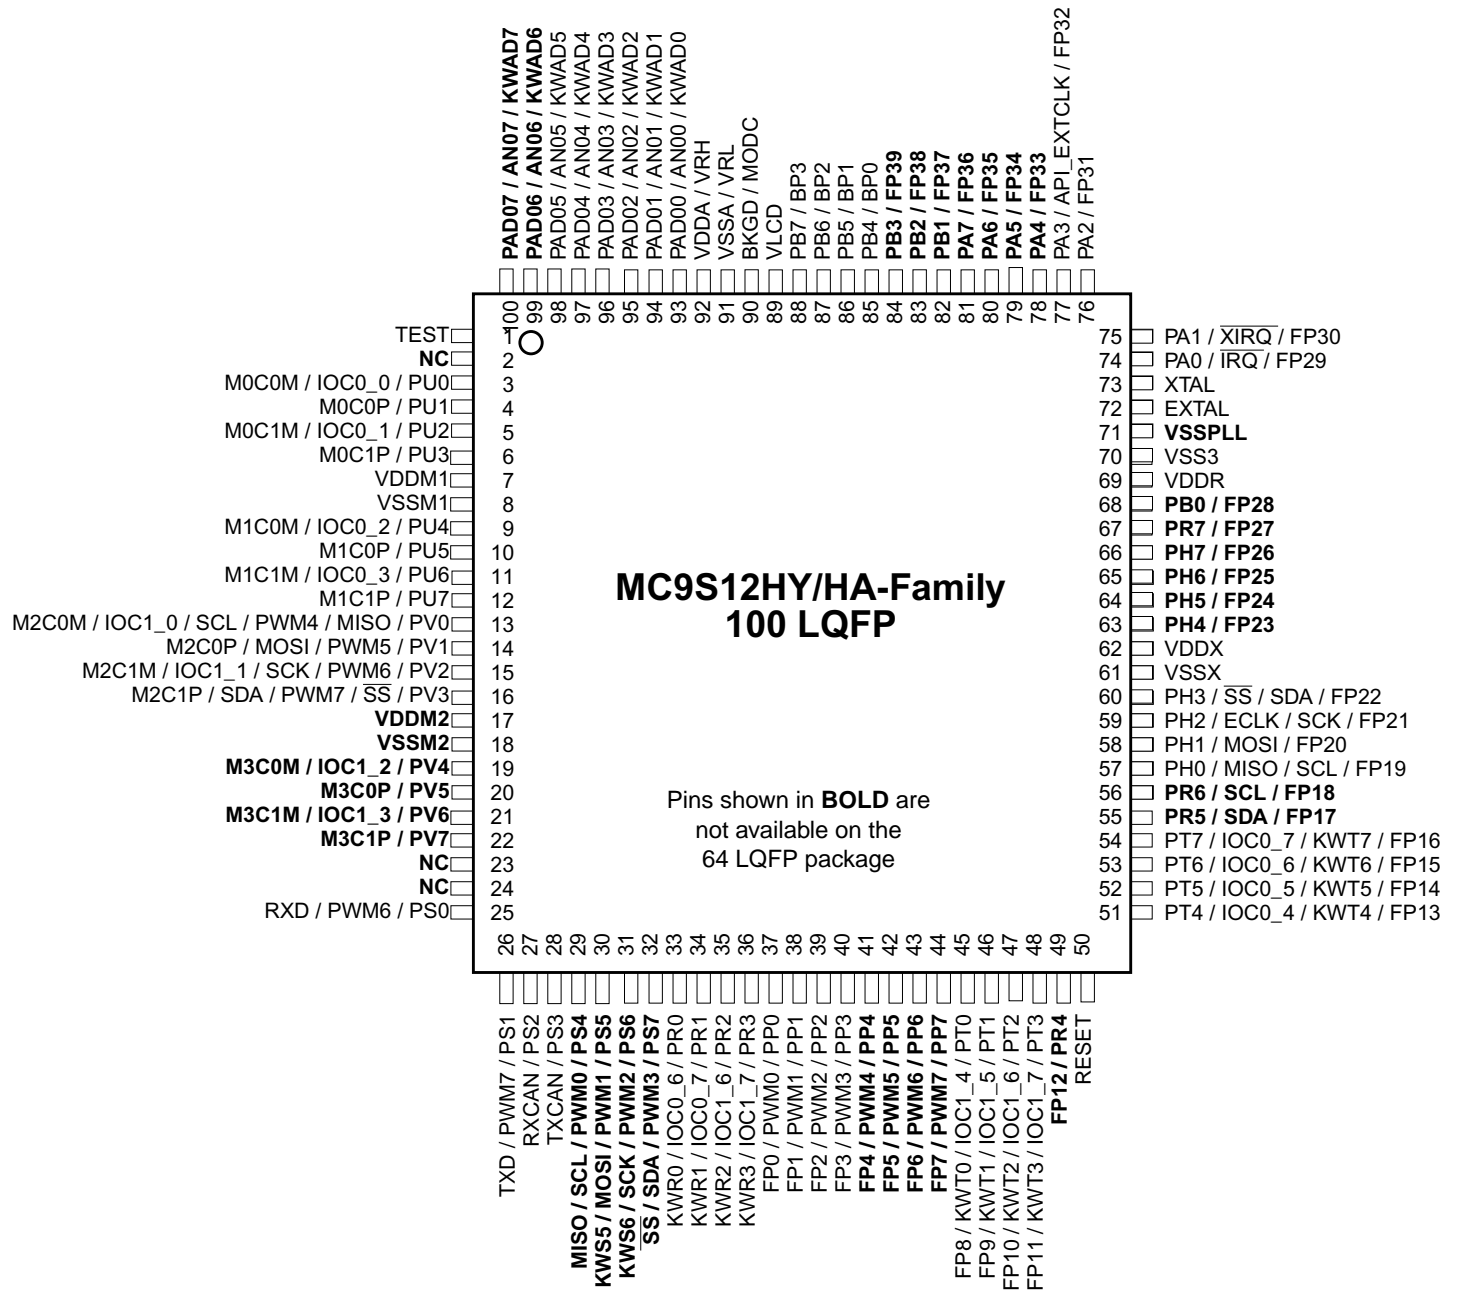 PAD07 / AN07 / KWAD7
PAD06 / AN06 / KWAD6
PAD05 / AN05 / KWAD5
PAD04 / AN04 / KWAD4
PAD03 / AN03 / KWAD3
PAD02 / AN02 / KWAD2
PAD01 / AN01 / KWAD1
PAD00 / AN00 / KWAD0
VDDA / VRH
VSSA / VRL
BKGD / MODC
VLCD
PB7 / BP3
PB6 / BP2
PB5 / BP1
PB4 / BP0
PB3 / FP39
PB2 / FP38
PB1 / FP37
PA7 / FP36
PA6 / FP35
PA5 / FP34
PA4 / FP33
PA3 / API_EXTCLK / FP32
PA2 / FP31
100
99
98
97
96
95
94
93
92
91
90
89
88
87
86
85
84
83
82
81
80
79
78
77
76
TEST 1
NC 2
M0C0M / IOC0_0 / PU0 3
M0C0P / PU1 4
M0C1M / IOC0_1 / PU2 5
M0C1P / PU3 6
VDDM1 7
VSSM1 8
M1C0M / IOC0_2 / PU4 9
M1C0P / PU5 10
M1C1M / IOC0_3 / PU6 11
M1C1P / PU7 12
M2C0M / IOC1_0 / SCL / PWM4 / MISO / PV0 13
M2C0P / MOSI / PWM5 / PV1 14
M2C1M / IOC1_1 / SCK / PWM6 / PV2 15
M2C1P / SDA / PWM7 / SS / PV3 16
VDDM2 17
VSSM2 18
M3C0M / IOC1_2 / PV4 19
M3C0P / PV5 20
M3C1M / IOC1_3 / PV6 21
M3C1P / PV7 22
NC 23
NC 24
RXD / PWM6 / PS0 25
MC9S12HY/HA-Family
100 LQFP
Pins shown in BOLD are
not available on the
64 LQFP package
75 PA1 / XIRQ / FP30
74 PA0 / IRQ / FP29
73 XTAL
72 EXTAL
71 VSSPLL
70 VSS3
69 VDDR
68 PB0 / FP28
67 PR7 / FP27
66 PH7 / FP26
65 PH6 / FP25
64 PH5 / FP24
63 PH4 / FP23
62 VDDX
61 VSSX
60 PH3 / SS / SDA / FP22
59 PH2 / ECLK / SCK / FP21
58 PH1 / MOSI / FP20
57 PH0 / MISO / SCL / FP19
56 PR6 / SCL / FP18
55 PR5 / SDA / FP17
54 PT7 / IOC0_7 / KWT7 / FP16
53 PT6 / IOC0_6 / KWT6 / FP15
52 PT5 / IOC0_5 / KWT5 / FP14
51 PT4 / IOC0_4 / KWT4 / FP13
26
27
28
29
30
31
32
33
34
35
36
37
38
39
40
41
42
43
44
45
46
47
48
49
50
TXD / PWM7 / PS1
RXCAN / PS2
TXCAN / PS3
MISO / SCL / PWM0 / PS4
KWS5 / MOSI / PWM1 / PS5
KWS6 / SCK / PWM2 / PS6
SS / SDA / PWM3 / PS7
KWR0 / IOC0_6 / PR0
KWR1 / IOC0_7 / PR1
KWR2 / IOC1_6 / PR2
KWR3 / IOC1_7 / PR3
FP0 / PWM0 / PP0
FP1 / PWM1 / PP1
FP2 / PWM2 / PP2
FP3 / PWM3 / PP3
FP4 / PWM4 / PP4
FP5 / PWM5 / PP5
FP6 / PWM6 / PP6
FP7 / PWM7 / PP7
FP8 / KWT0 / IOC1_4 / PT0
FP9 / KWT1 / IOC1_5 / PT1
FP10 / KWT2 / IOC1_6 / PT2
FP11 / KWT3 / IOC1_7 / PT3
FP12 / PR4
RESET